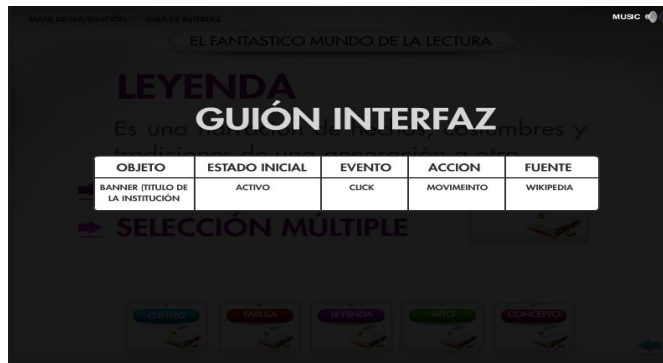 MAPA DE NAVEGACIÓN GUIA DE INTERFAZ
MUSIC
EL FANTASTICO MUNDO DE LA LECTURA
LEYENDA
GUIÓN INTERFAZ
Es una narración de hechos, costumbres y
tradiciones de una generación a otra
OBJETO ESTADO INICIAL EVENTO ACCION FUENTE
BANNER (TITULO DE LA INSTITUCIÓN ACTIVO CLICK MOVIMEINTO WIKIPEDIA
SELECCIÓN MÚLTIPLE
CUENTO FABULA LEYENDA MITO CONCEPTO